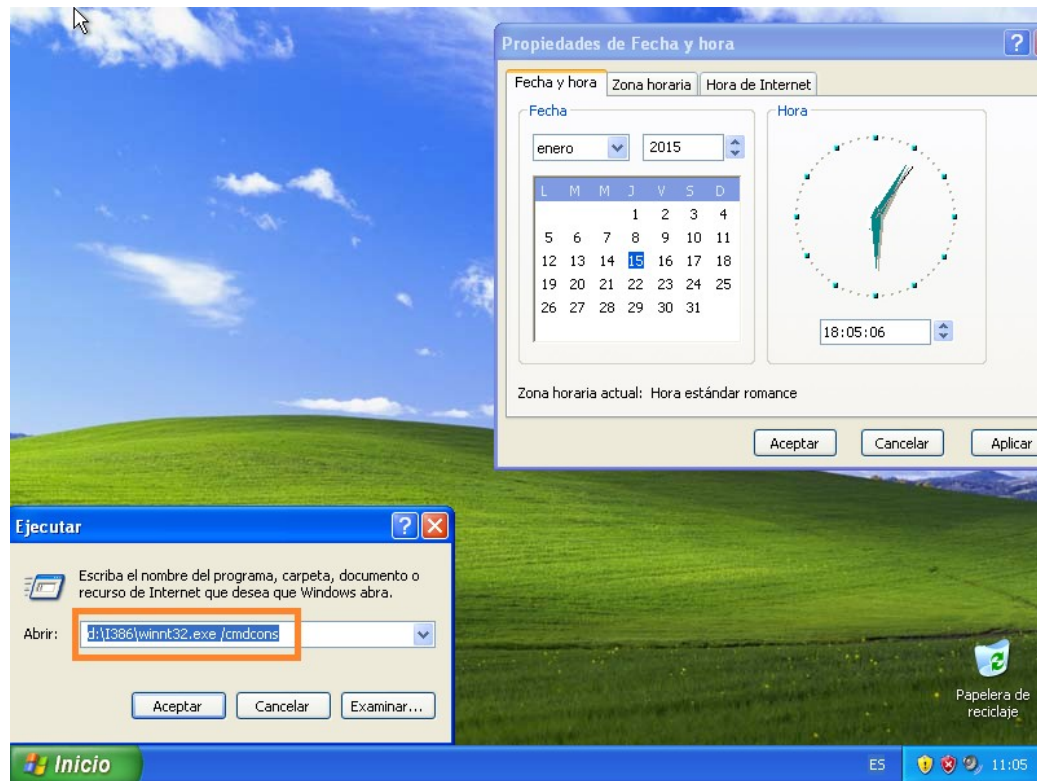 Propiedades de Fecha y hora
Fecha y hora
Zona horaria
Hora de Internet
Fecha
Hora
enero
2015
L M M J V S D
1 2 3 4
5 6 7 8 9 10 11
12 13 14 15 16 17 18
19 20 21 22 23 24 25
26 27 28 29 30 31
18:05:06
Zona horaria actual: Hora estándar romance
Aceptar
Cancelar
Aplicar
Ejecutar
Escriba el nombre del programa, carpeta, documento o
recurso de Internet que desea que Windows abra.
Abrir: d:\I386\winnt32.exe /cmdcons
Aceptar
Cancelar
Examinar...
Papelera de
reciclaje
Inicio
ES
11:05